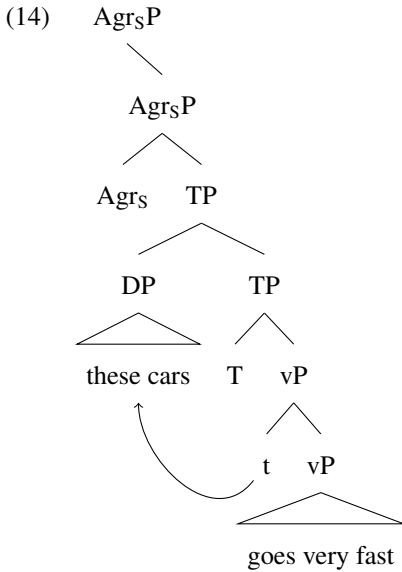 (14) AgrSP
AgrSP
AgrS TP
DP TP
these cars T vP
t vP
goes very fast